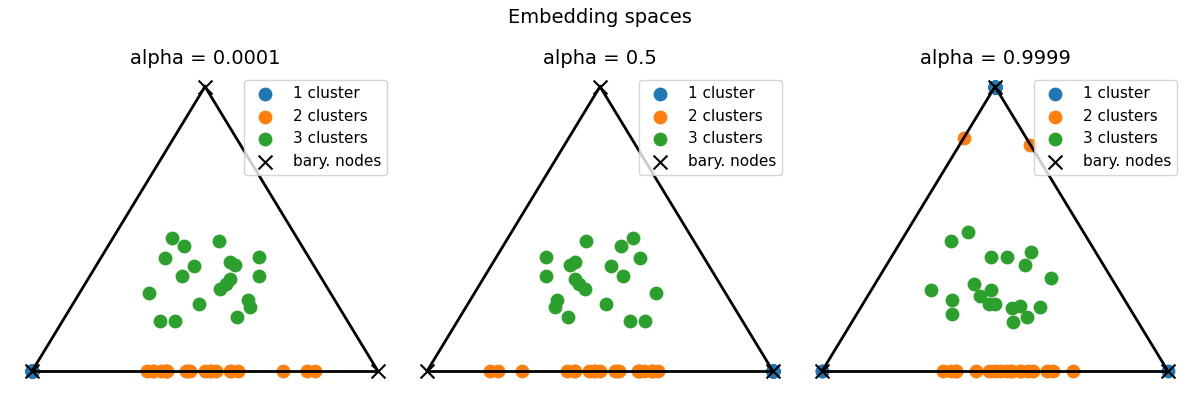 Embedding spaces
alpha = 0.0001
1 cluster
2 clusters
3 clusters
bary. nodes
alpha = 0.5
1 cluster
2 clusters
3 clusters
bary. nodes
alpha = 0.9999
1 cluster
2 clusters
3 clusters
bary. nodes